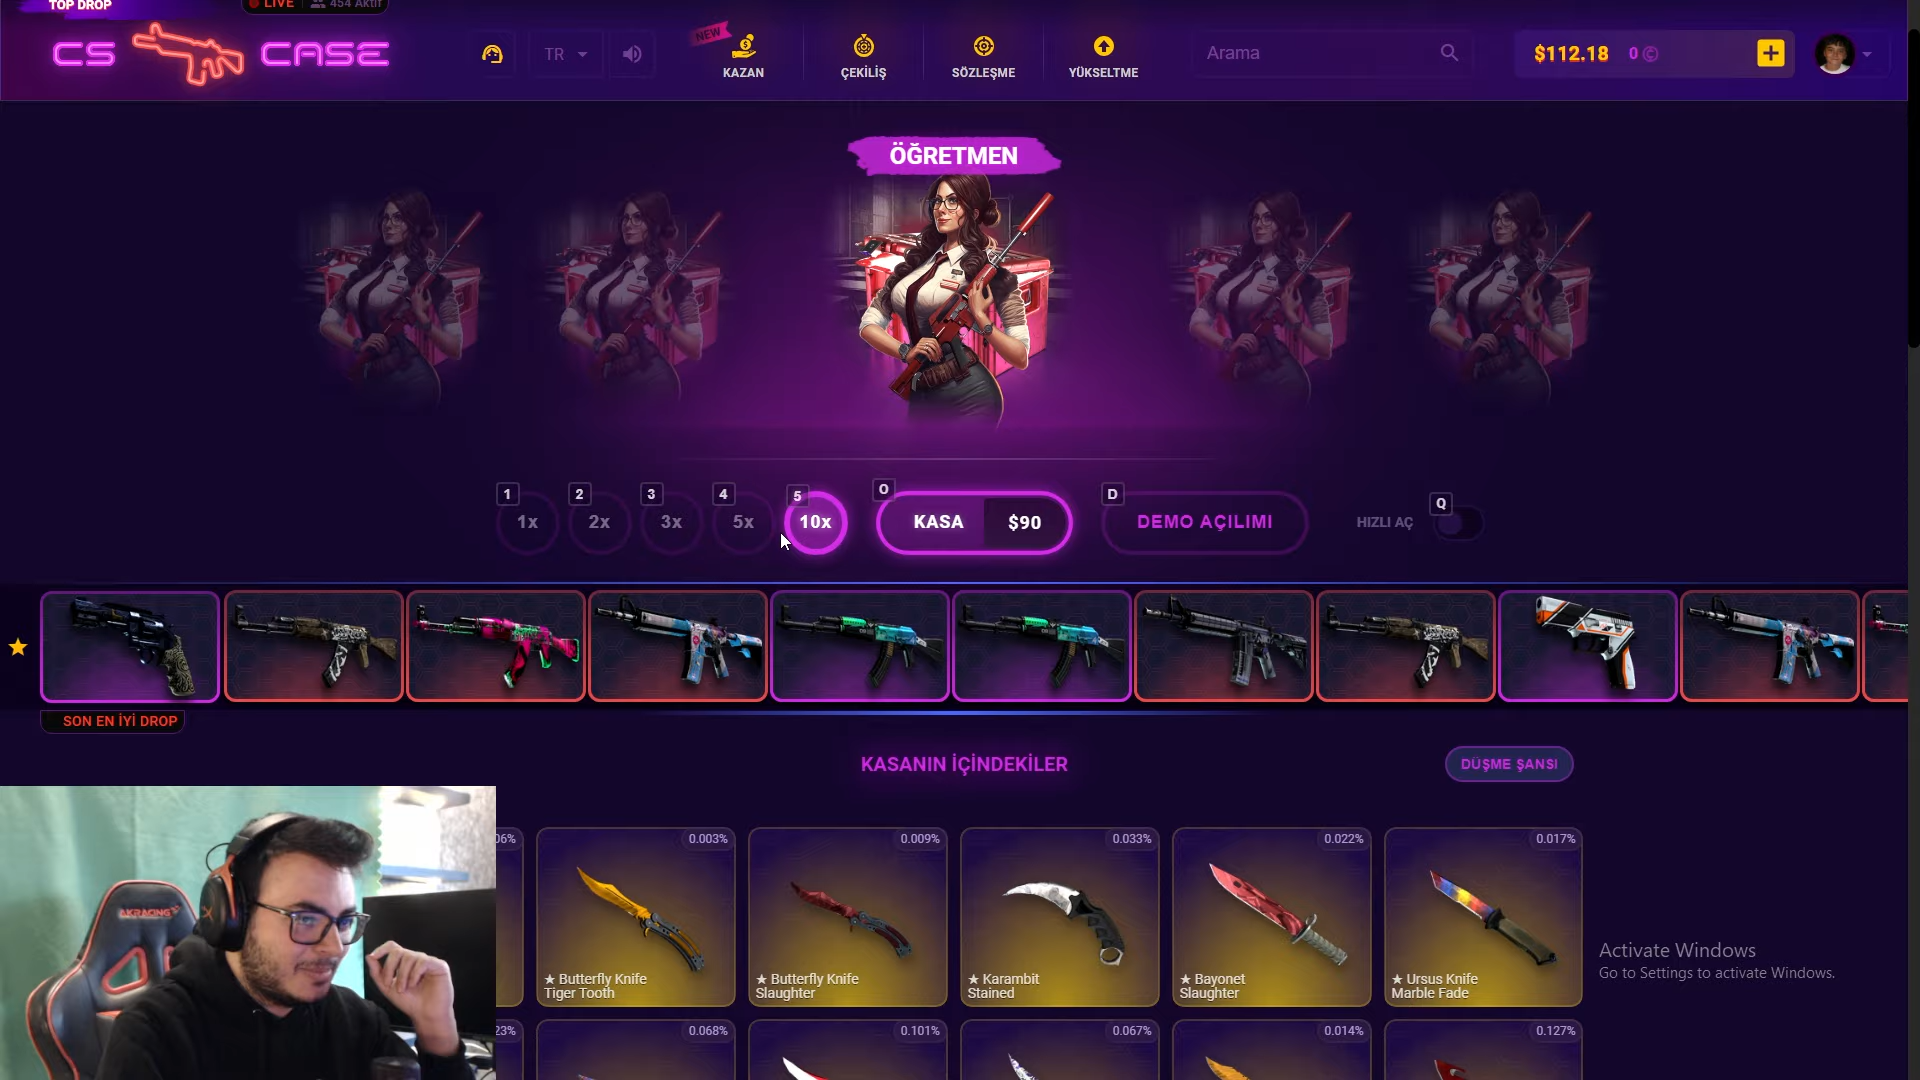 TOP DROP
LIVE
454 Aktif
CS CASE
TR
NEW
KAZAN
ÇEKİLİŞ
SÖZLEŞME
YÜKSELTME
Arama
$112.18
0
ÖĞRETMEN
1
1x
2
2x
3
3x
4
5x
5
10x
O
KASA
$90
D
DEMO AÇILIMI
HIZLI AÇ
Q
SON EN İYİ DROP
KASANIN İÇİNDEKİLER
DÜŞME ŞANSI
0.003%
★ Butterfly Knife
Tiger Tooth
0.009%
★ Butterfly Knife
Slaughter
0.033%
★ Karambit
Stained
0.022%
★ Bayonet
Slaughter
0.017%
★ Ursus Knife
Marble Fade
0.068%
0.101%
0.067%
0.014%
0.127%
AKRACING
Activate Windows
Go to Settings to activate Windows.